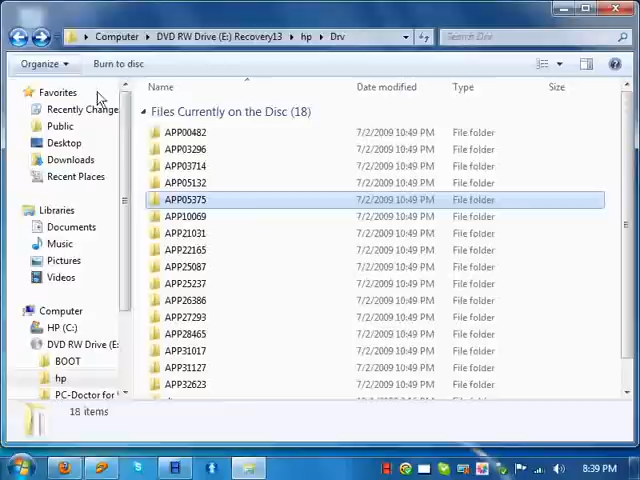 Computer ▸ DVD RW Drive (E:) Recovery13 ▸ hp ▸ Drv
Search Drv
Organize
Burn to disc
Name Date modified Type Size
Favorites
Recently Change
Public
Desktop
Downloads
Recent Places
Libraries
Documents
Music
Pictures
Videos
Computer
HP (C:)
DVD RW Drive (E:
BOOT
hp
PC-Doctor for
Files Currently on the Disc (18)
APP00482 7/2/2009 10:49 PM File folder
APP03296 7/2/2009 10:49 PM File folder
APP03714 7/2/2009 10:49 PM File folder
APP05132 7/2/2009 10:49 PM File folder
APP05375 7/2/2009 10:49 PM File folder
APP10069 7/2/2009 10:49 PM File folder
APP21031 7/2/2009 10:49 PM File folder
APP22165 7/2/2009 10:49 PM File folder
APP25087 7/2/2009 10:49 PM File folder
APP25237 7/2/2009 10:49 PM File folder
APP26386 7/2/2009 10:49 PM File folder
APP27293 7/2/2009 10:49 PM File folder
APP28465 7/2/2009 10:49 PM File folder
APP31017 7/2/2009 10:49 PM File folder
APP31127 7/2/2009 10:49 PM File folder
APP32623 7/2/2009 10:49 PM File folder
18 items
8:39 PM